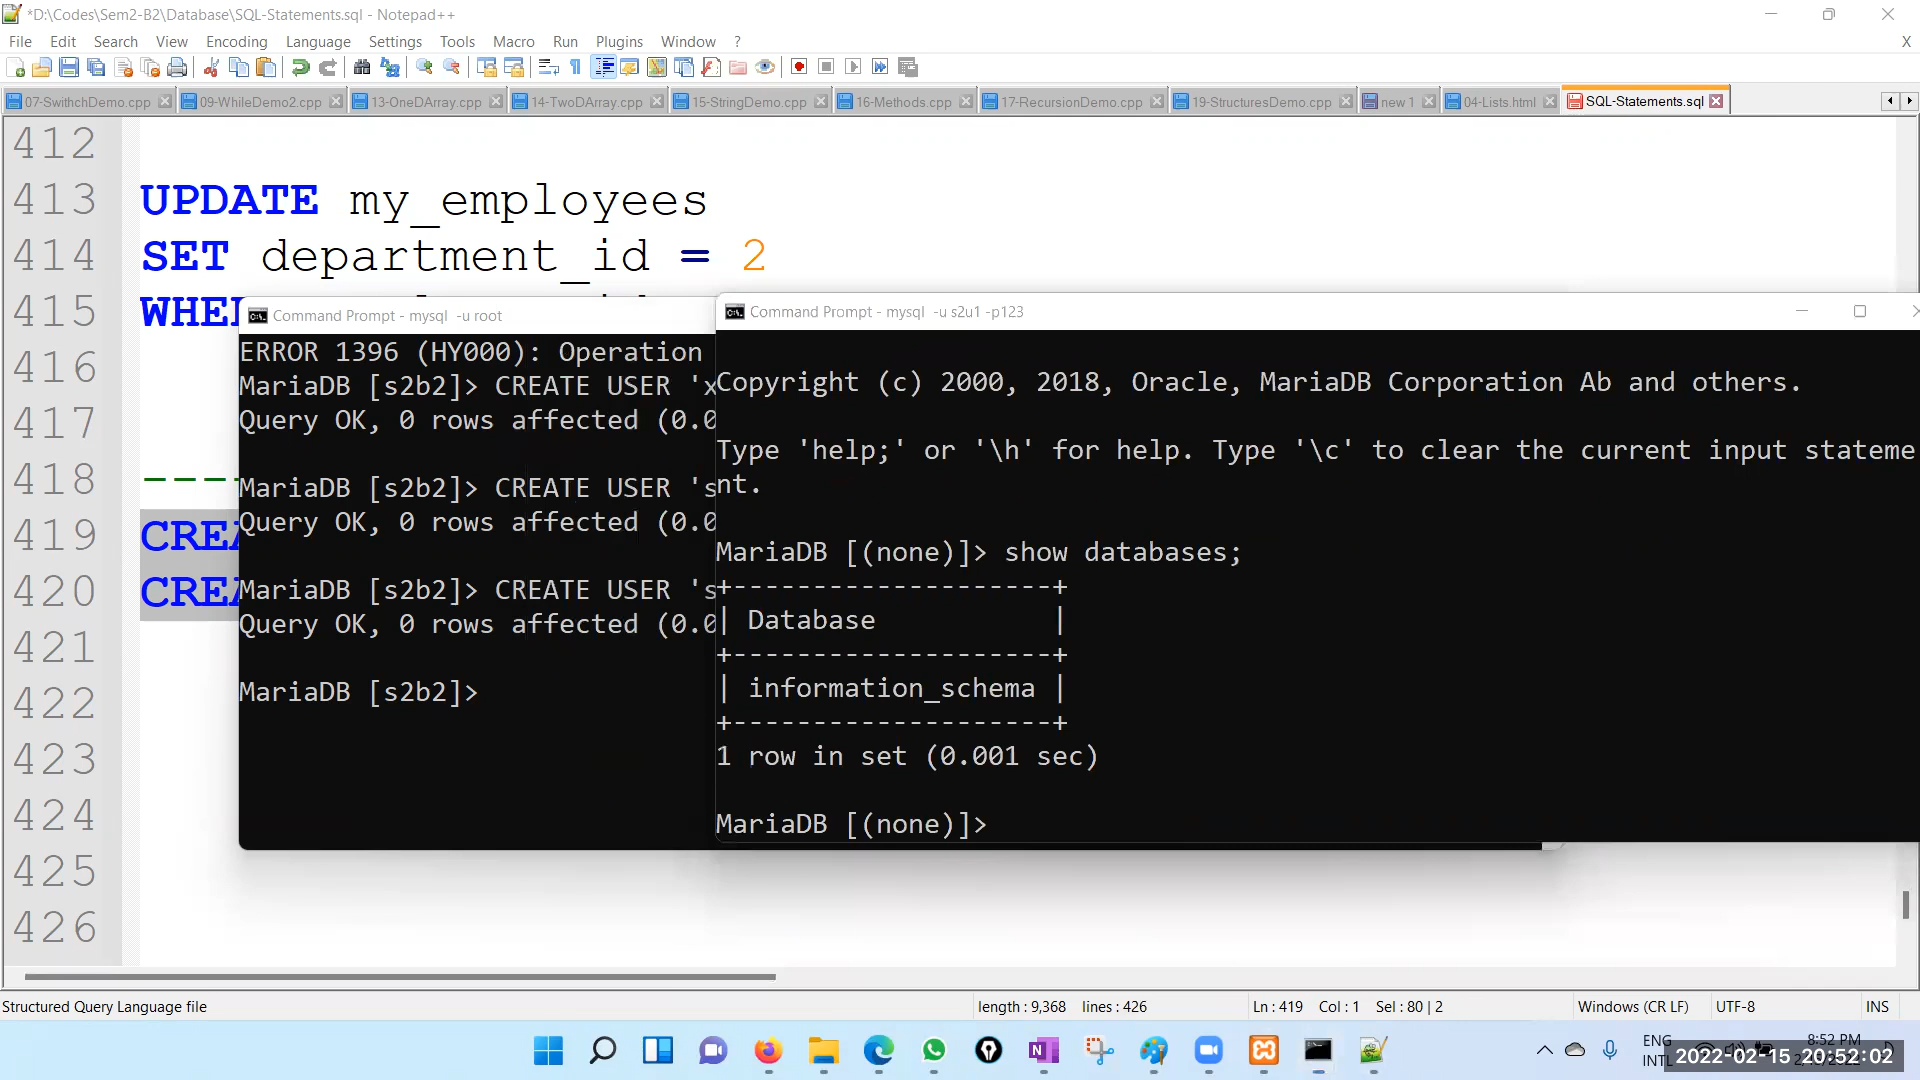 *D:\Codes\Sem2-B2\Database\SQL-Statements.sql - Notepad++
File Edit Search View Encoding Language Settings Tools Macro Run Plugins Window ? X
07-SwithchDemo.cpp 09-WhileDemo2.cpp 13-OneDArray.cpp 14-TwoDArray.cpp 15-StringDemo.cpp 16-Methods.cpp 17-RecursionDemo.cpp 19-StructuresDemo.cpp new 1 04-Lists.html SQL-Statements.sql
412
413 UPDATE my_employees
414 SET department_id = 2
415 WHE
416
417
418 ----
419 CREA
420 CREA
421
422
423
424
425
426
Command Prompt - mysql -u root
ERROR 1396 (HY000): Operation
MariaDB [s2b2]> CREATE USER 'x
Query OK, 0 rows affected (0.0
MariaDB [s2b2]> CREATE USER 's
Query OK, 0 rows affected (0.0
MariaDB [s2b2]> CREATE USER 's
Query OK, 0 rows affected (0.0
MariaDB [s2b2]>
Command Prompt - mysql -u s2u1 -p123
Copyright (c) 2000, 2018, Oracle, MariaDB Corporation Ab and others.
Type 'help;' or '\h' for help. Type '\c' to clear the current input stateme
nt.
MariaDB [(none)]> show databases;
+--------------------+
| Database           |
+--------------------+
| information_schema |
+--------------------+
1 row in set (0.001 sec)
MariaDB [(none)]>
Structured Query Language file length : 9,368 lines : 426 Ln : 419 Col : 1 Sel : 80 | 2 Windows (CR LF) UTF-8 INS
ENG
INTL
8:52 PM
2022-02-15 20:52:02